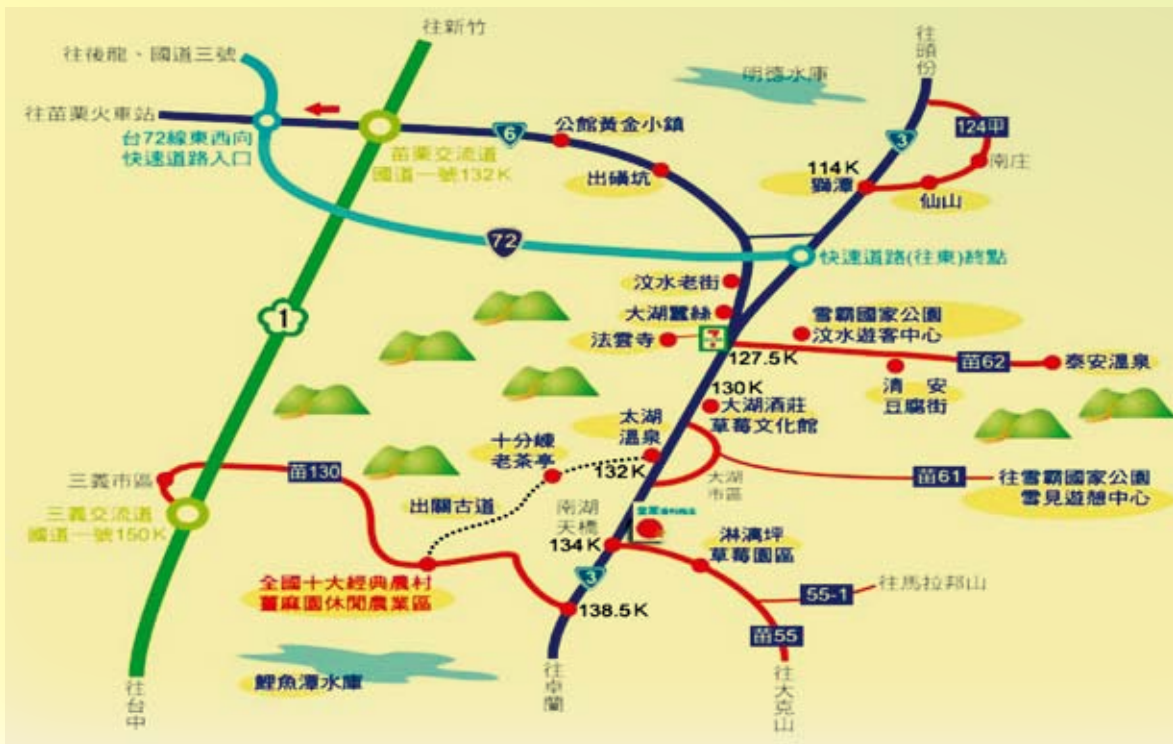 往新竹
往後龍、國道三號
往頭份
明德水庫
往苗栗火車站
台72線東西向
快速道路入口
苗栗交流道
國道一號132K
6
公館黃金小鎮
出磺坑
3
124甲
南庄
114K
獅潭
仙山
72
快速道路(往東)終點
汶水老街
大湖蠶絲
法雲寺
1
127.5K
雪霸國家公園
汶水遊客中心
苗62
泰安溫泉
清安
豆腐街
130K
大湖酒莊
草莓文化館
太湖
溫泉
132K
十分崠
老茶亭
大湖
市區
苗61
往雪霸國家公園
雪見遊憩中心
三義市區
苗130
出關古道
三義交流道
國道一號150K
南湖
天橋
134K
淋漓坪
草莓園區
全國十大經典農村
薑麻園休閒農業區
3
138.5K
55-1
往馬拉邦山
苗55
鯉魚潭水庫
往台中
往卓蘭
往大克山